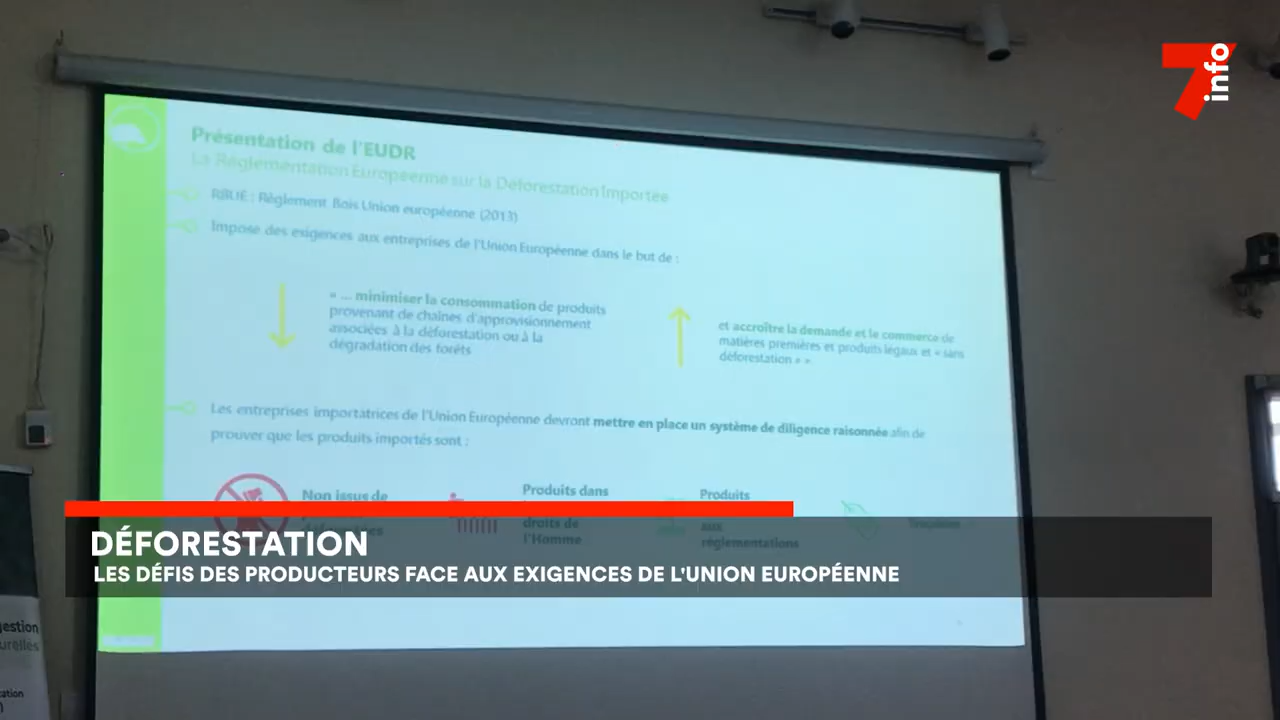 7info
Présentation de l'EUDR
La Réglementation Européenne sur la Déforestation Importée
RBUE : Règlement Bois Union européenne (2013)
Impose des exigences aux entreprises de l'Union Européenne dans le but de :
« ... minimiser la consommation de produits
provenant de chaînes d'approvisionnement
associées à la déforestation ou à la
dégradation des forêts
et accroître la demande et le commerce de
matières premières et produits légaux et « sans
déforestation » »
Les entreprises importatrices de l'Union Européenne devront mettre en place un système de diligence raisonnée afin de
prouver que les produits importés sont :
Non issus de
Produits dans
droits de
l'Homme
Produits
aux
réglementations
DÉFORESTATION
LES DÉFIS DES PRODUCTEURS FACE AUX EXIGENCES DE L'UNION EUROPÉENNE
gestion
urelles
cation